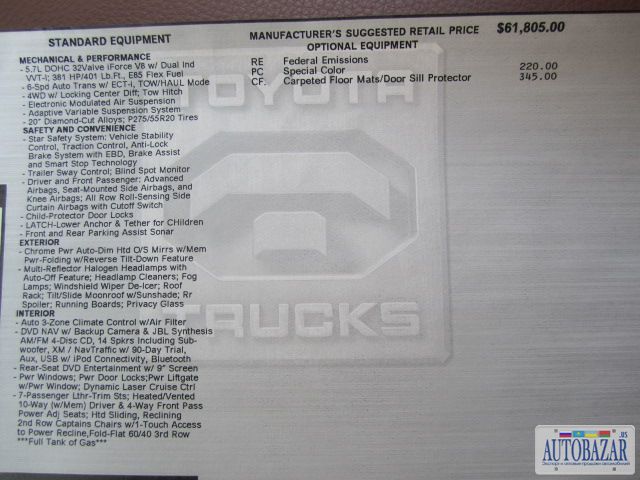 STANDARD EQUIPMENT
MECHANICAL & PERFORMANCE
- 5.7L DOHC 32Valve iForce V8 w/ Dual Ind
VVT-i; 381 HP/401 Lb.Ft., E85 Flex Fuel
- 6-Spd Auto Trans w/ ECT-i, TOW/HAUL Mode
- 4WD w/ Locking Center Diff; Tow Hitch
- Electronic Modulated Air Suspension
- Adaptive Variable Suspension System
- 20" Diamond-Cut Alloys; P275/55R20 Tires
SAFETY AND CONVENIENCE
- Star Safety System: Vehicle Stability
Control, Traction Control, Anti-Lock
Brake System with EBD, Brake Assist
and Smart Stop Technology
- Trailer Sway Control; Blind Spot Monitor
- Driver and Front Passenger: Advanced
Airbags, Seat-Mounted Side Airbags, and
Knee Airbags; All Row Roll-Sensing Side
Curtain Airbags with Cutoff Switch
- Child-Protector Door Locks
- LATCH-Lower Anchor & Tether for CHildren
- Front and Rear Parking Assist Sonar
EXTERIOR
- Chrome Pwr Auto-Dim Htd O/S Mirrs w/Mem
Pwr-Folding w/Reverse Tilt-Down Feature
- Multi-Reflector Halogen Headlamps with
Auto-Off Feature; Headlamp Cleaners; Fog
Lamps; Windshield Wiper De-Icer; Roof
Rack; Tilt/Slide Moonroof w/Sunshade; Rr
Spoiler; Running Boards; Privacy Glass
INTERIOR
- Auto 3-Zone Climate Control w/Air Filter
- DVD NAV w/ Backup Camera & JBL Synthesis
AM/FM 4-Disc CD, 14 Spkrs Including Sub-
woofer, XM / NavTraffic w/ 90-Day Trial,
Aux, USB w/ iPod Connectivity, Bluetooth
- Rear-Seat DVD Entertainment w/ 9" Screen
- Pwr Windows; Pwr Door Locks;Pwr Liftgate
w/Pwr Window; Dynamic Laser Cruise Ctrl
- 7-Passenger Lthr-Trim Sts; Heated/Vented
10-Way (w/Mem) Driver & 4-Way Front Pass
Power Adj Seats; Htd Sliding, Reclining
2nd Row Captains Chairs w/1-Touch Access
to Power Recline,Fold-Flat 60/40 3rd Row
***Full Tank of Gas***
MANUFACTURER'S SUGGESTED RETAIL PRICE $61,805.00
OPTIONAL EQUIPMENT
RE Federal Emissions
PC Special Color 220.00
CF. Carpeted Floor Mats/Door Sill Protector 345.00
TOYOTA
TRUCKS
AUTOBAZAR.us